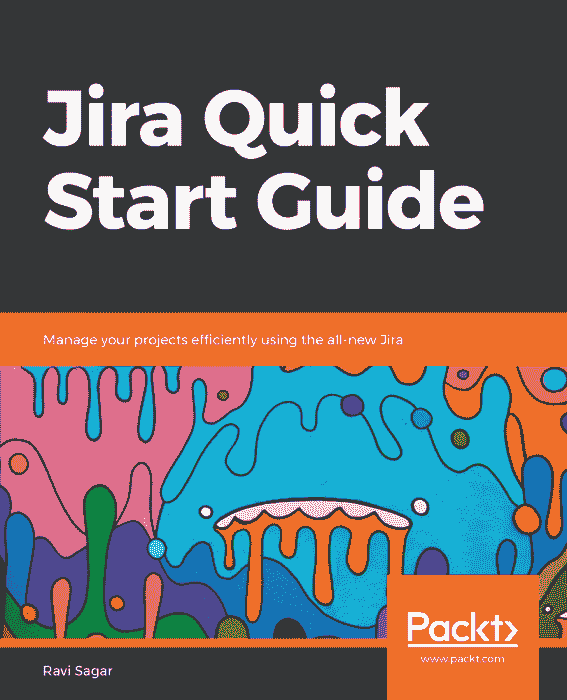 Jira Quick
Start Guide
Manage your projects efficiently using the all-new Jira
Packt>
www.packt.com
Ravi Sagar